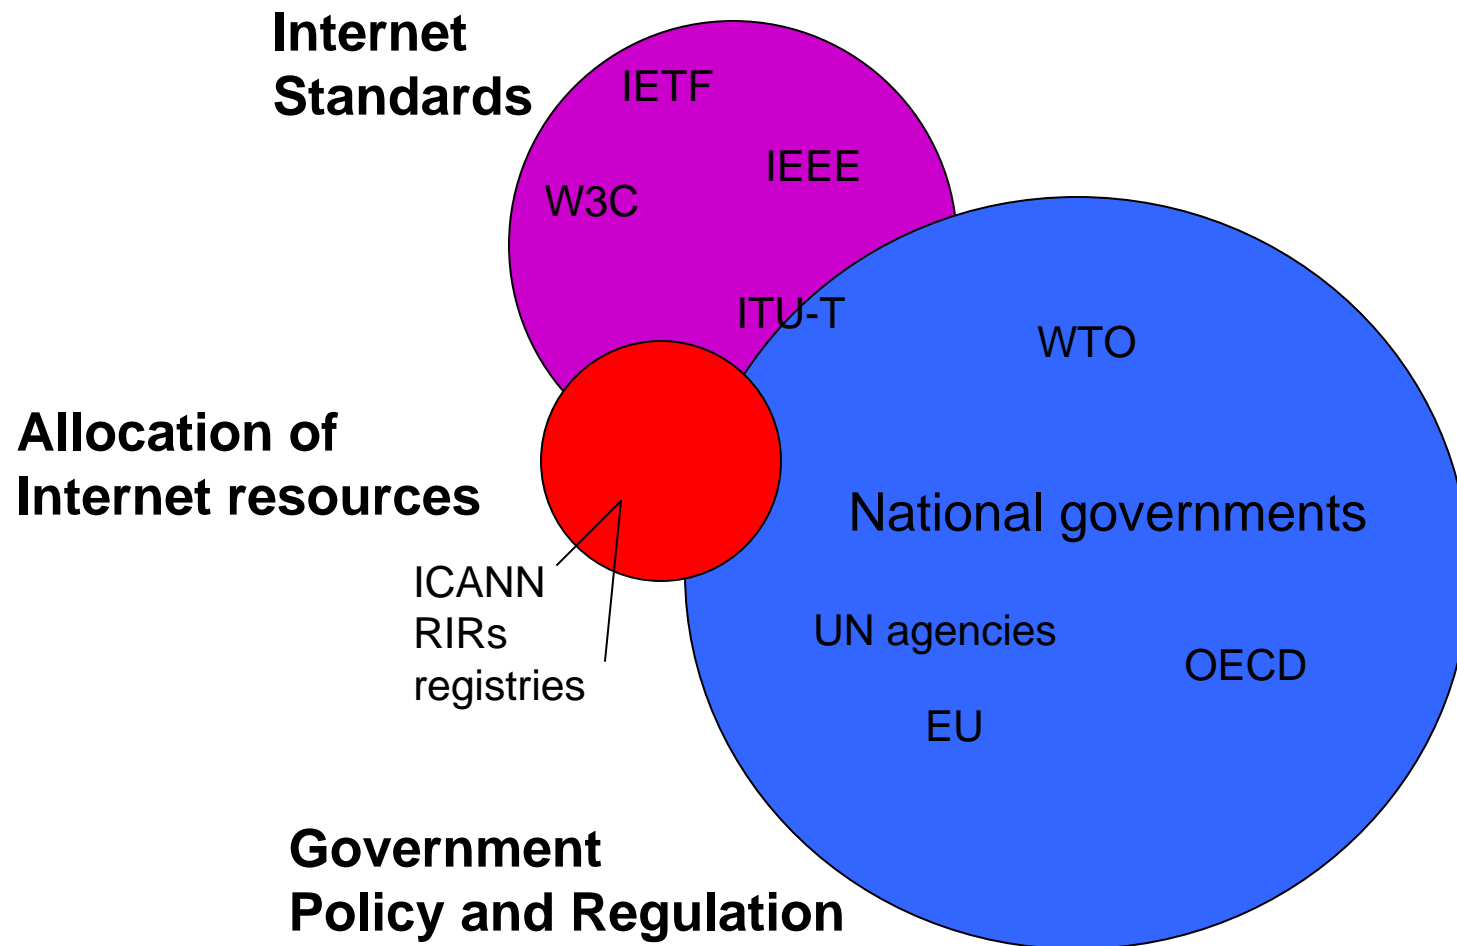 Internet
Standards
IETF
IEEE
W3C
ITU-T
WTO
Allocation of
Internet resources
National governments
ICANN
RIRs
registries
UN agencies
OECD
EU
Government
Policy and Regulation